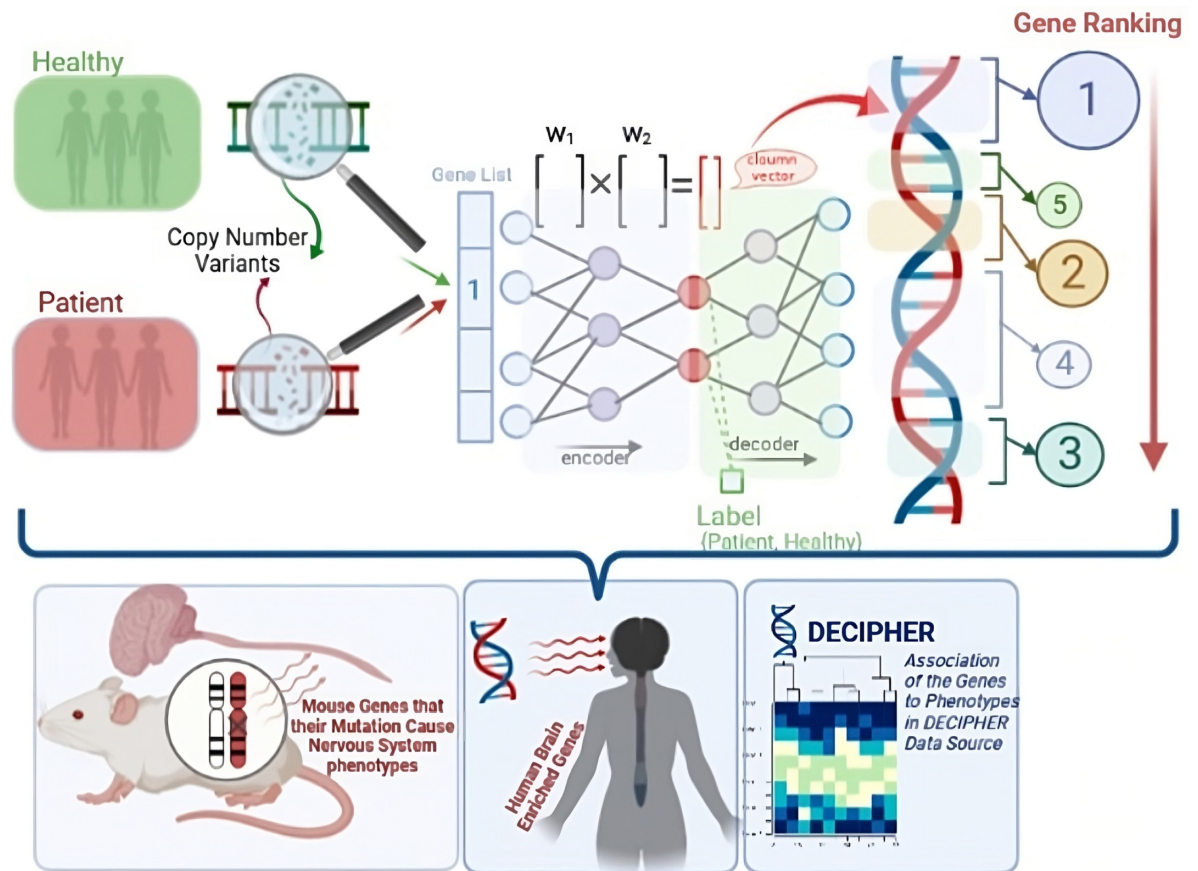 Gene Ranking
Healthy
1
W1
W2
×
=
cloumn
vector
Gene List
5
Copy Number
Variants
2
1
Patient
4
3
encoder
decoder
Label
{Patient, Healthy}
Mouse Genes that
their Mutation Cause
Nervous System
phenotypes
Human Brain
Enriched Genes
DECIPHER
Association
of the Genes
to Phenotypes
in DECIPHER
Data Source